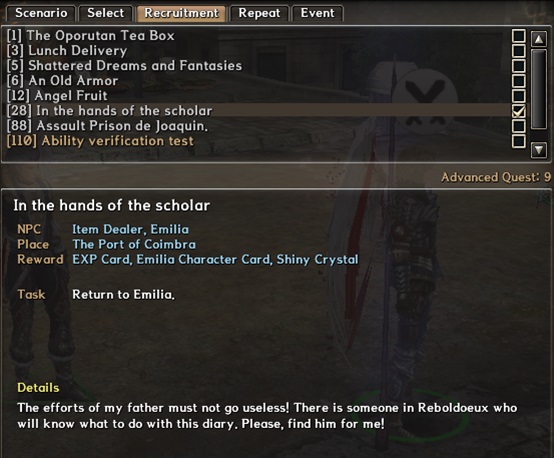 Scenario Select Recruitment Repeat Event
[1] The Oporutan Tea Box
[3] Lunch Delivery
[5] Shattered Dreams and Fantasies
[6] An Old Armor
[12] Angel Fruit
[28] In the hands of the scholar
[88] Assault Prison de Joaquin.
[110] Ability verification test
Advanced Quest: 9
In the hands of the scholar
NPC Item Dealer, Emilia
Place The Port of Coimbra
Reward EXP Card, Emilia Character Card, Shiny Crystal
Task Return to Emilia.
Details
The efforts of my father must not go useless! There is someone in Reboldoeux who
will know what to do with this diary. Please, find him for me!